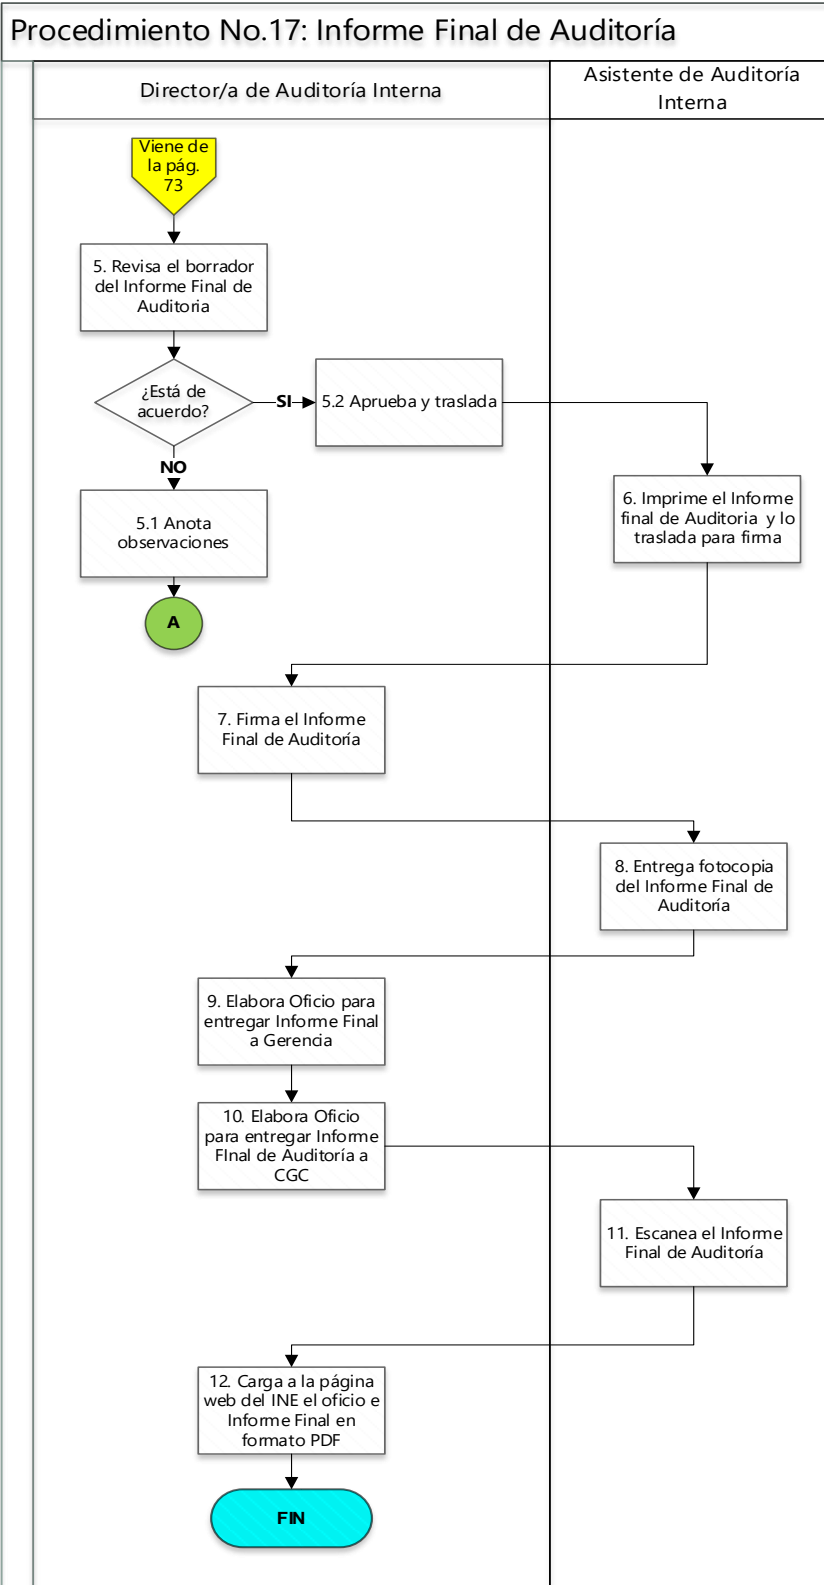 Procedimiento No.17: Informe Final de Auditoría
Director/a de Auditoría Interna
Asistente de Auditoría
Interna
Viene de
la pág.
73
5. Revisa el borrador
del Informe Final de
Auditoria
¿Está de
acuerdo?
SI
5.2 Aprueba y traslada
NO
5.1 Anota
observaciones
A
6. Imprime el Informe
final de Auditoria y lo
traslada para firma
7. Firma el Informe
Final de Auditoría
8. Entrega fotocopia
del Informe Final de
Auditoría
9. Elabora Oficio para
entregar Informe Final
a Gerencia
10. Elabora Oficio
para entregar Informe
FInal de Auditoría a
CGC
11. Escanea el Informe
Final de Auditoría
12. Carga a la página
web del INE el oficio e
Informe Final en
formato PDF
FIN